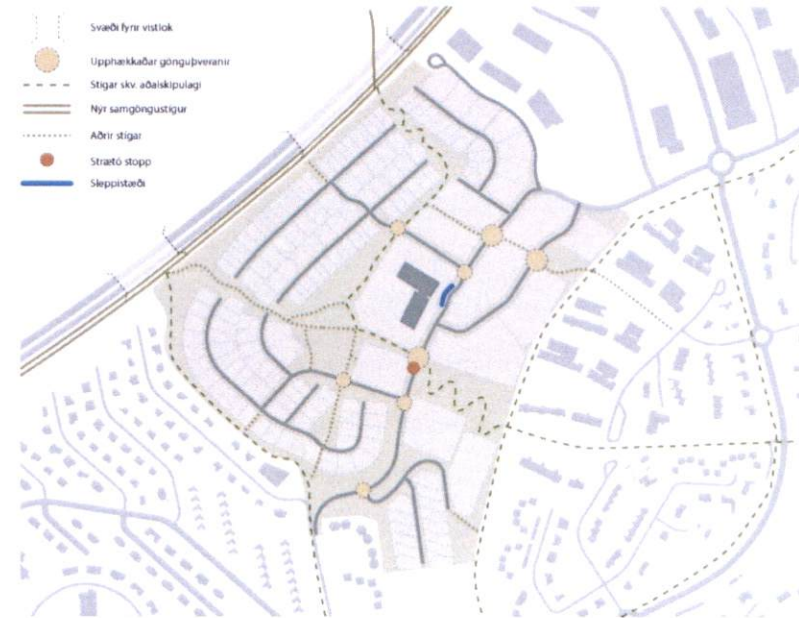 Svæði fyrir vistlok
Upphækkaðar gönguþveranir
Stígar skv. aðalskipulagi
Nýr samgöngustígur
Aðrir stígar
Strætó stopp
Sleppistæði